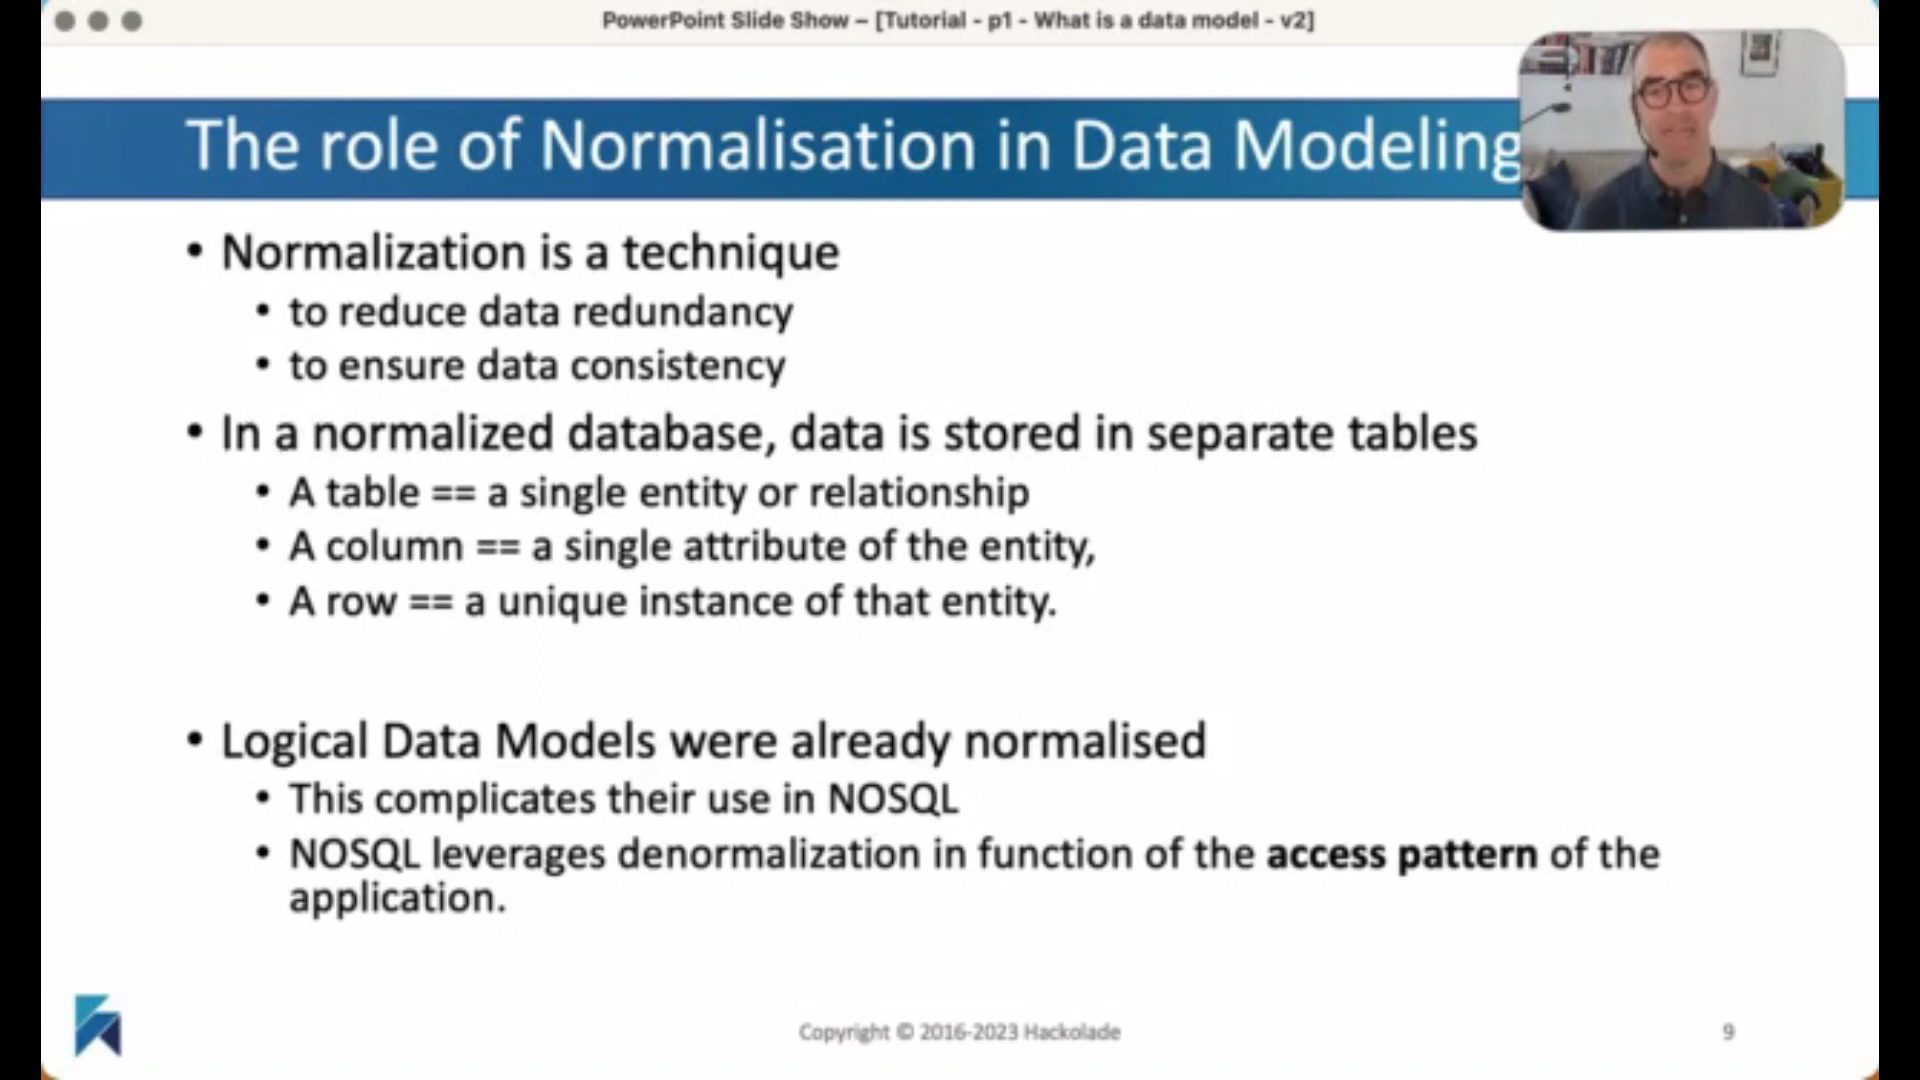 PowerPoint Slide Show – [Tutorial - p1 - What is a data model - v2]
The role of Normalisation in Data Modeling
• Normalization is a technique
• to reduce data redundancy
• to ensure data consistency
• In a normalized database, data is stored in separate tables
• A table == a single entity or relationship
• A column == a single attribute of the entity,
• A row == a unique instance of that entity.
• Logical Data Models were already normalised
• This complicates their use in NOSQL
• NOSQL leverages denormalization in function of the access pattern of the
application.
Copyright © 2016-2023 Hackolade
9